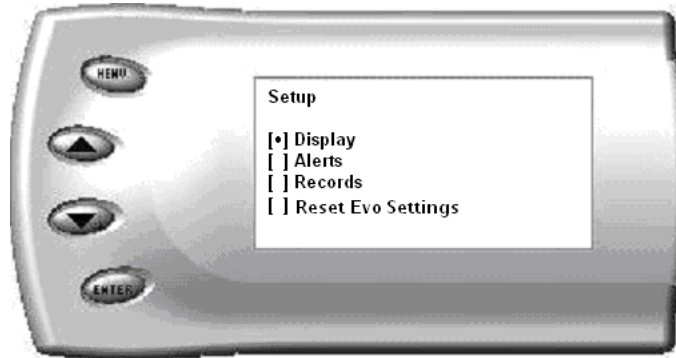 MENU
Setup
[•] Display
[ ] Alerts
[ ] Records
[ ] Reset Evo Settings
ENTER